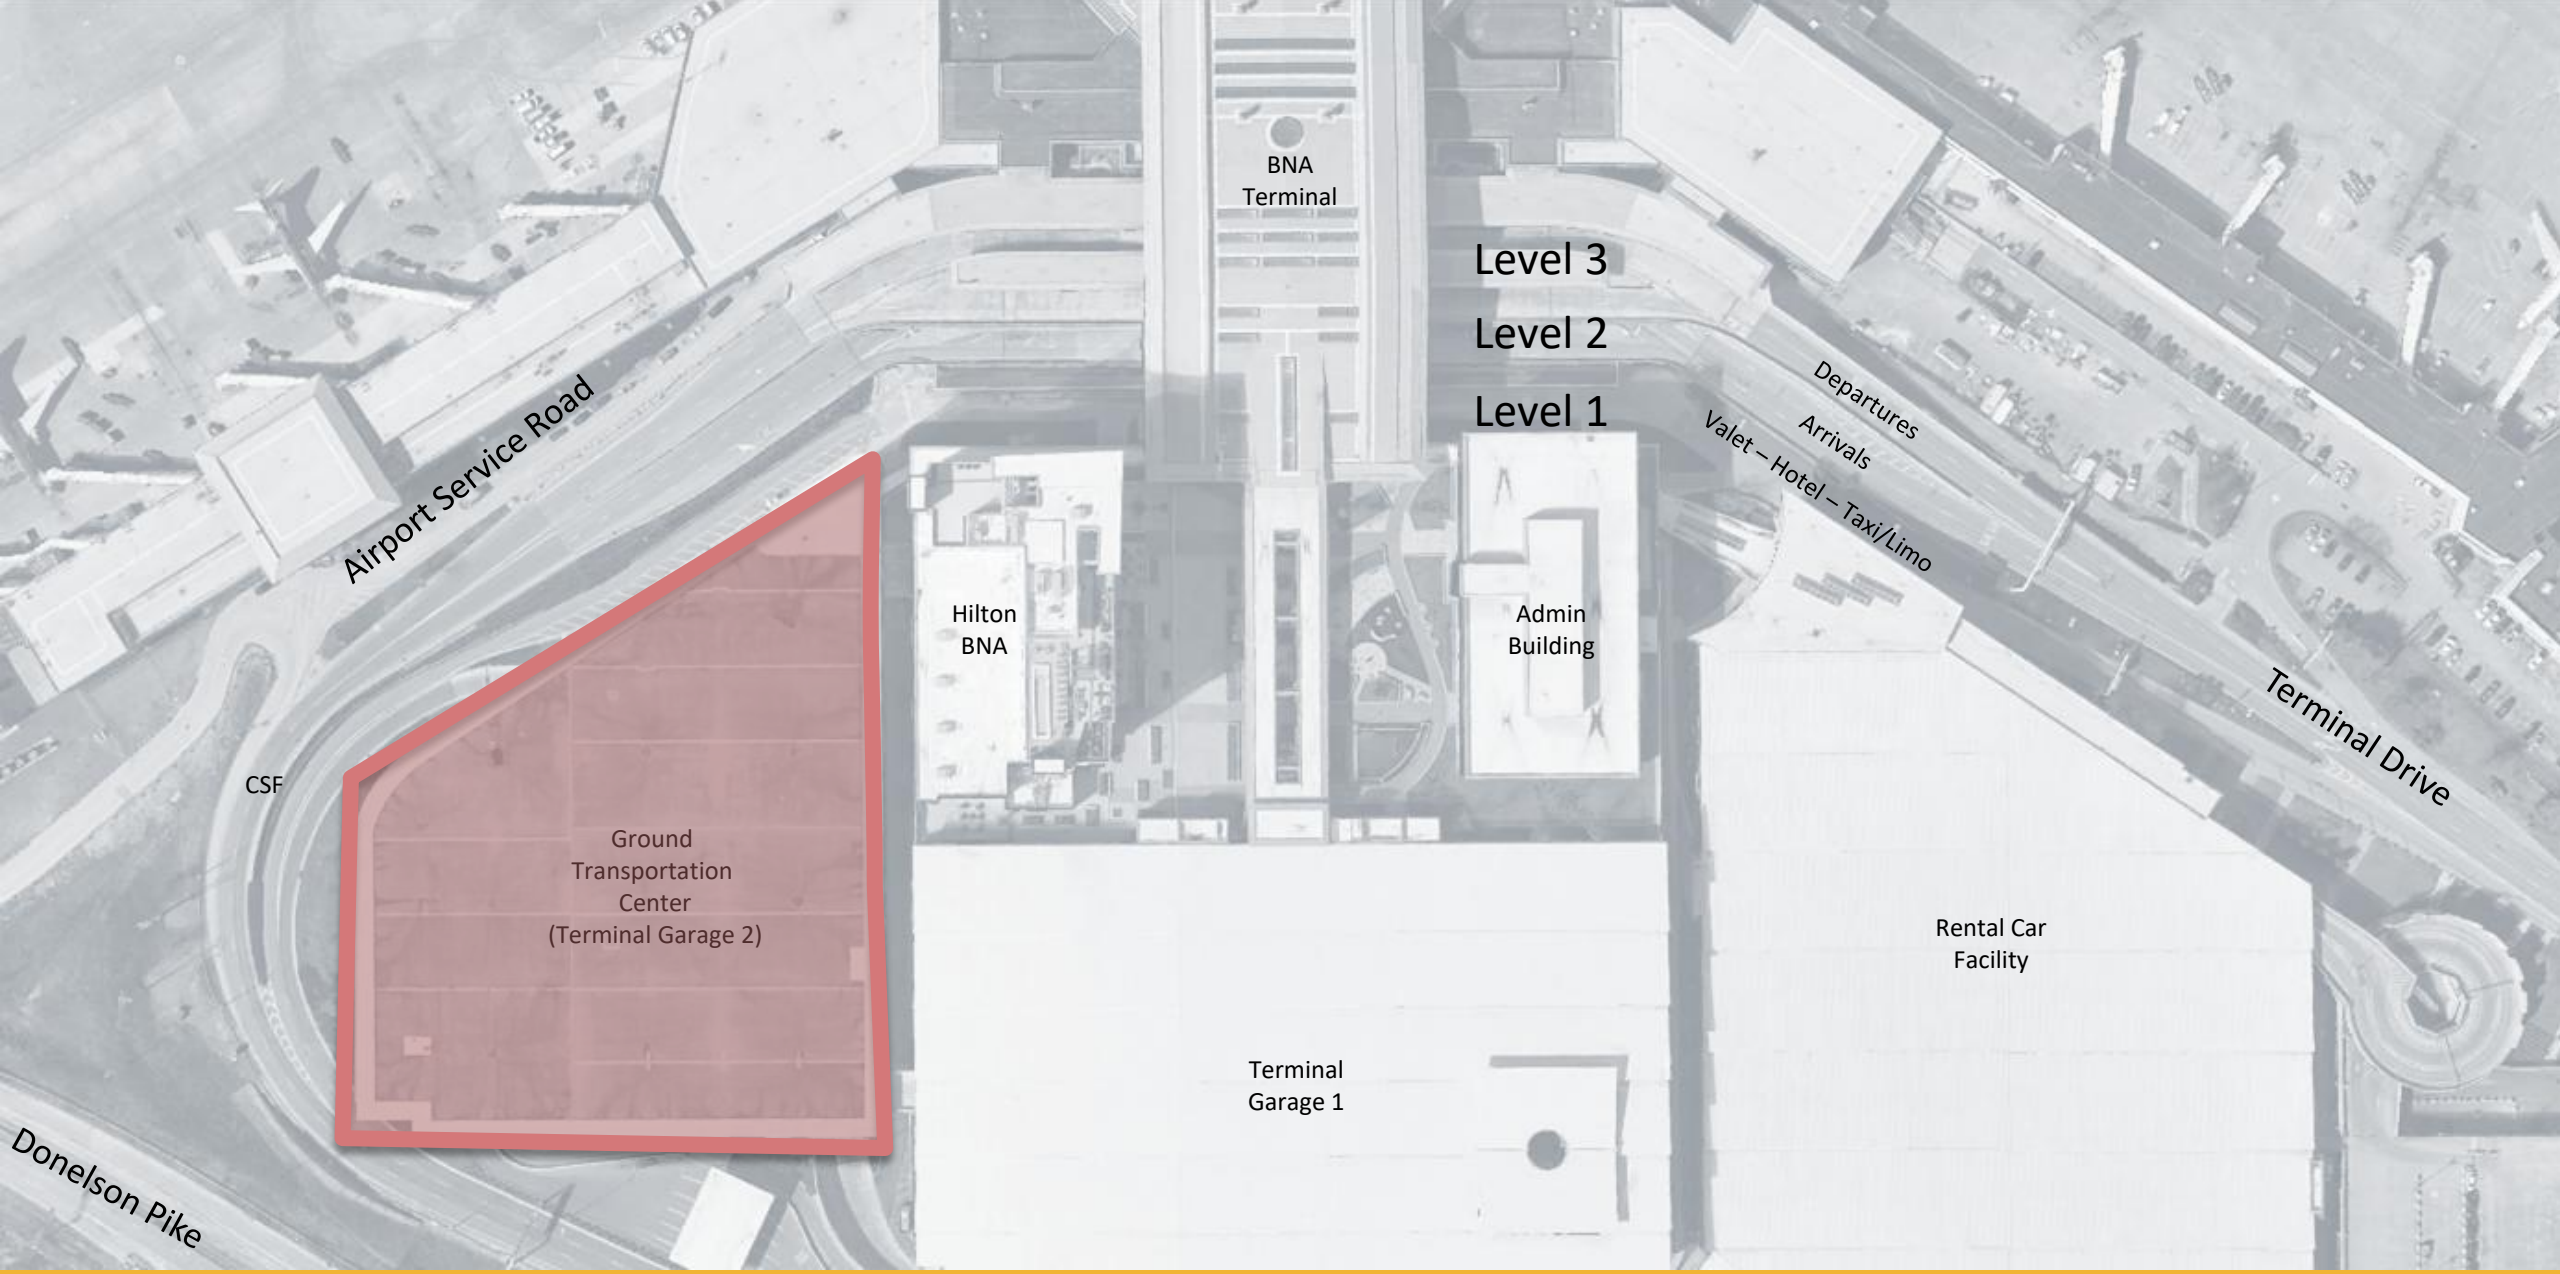 BNA
Terminal
Level 3
Level 2
Level 1
Departures
Arrivals
Valet – Hotel – Taxi/Limo
Airport Service Road
Hilton
BNA
Admin
Building
Terminal Drive
CSF
Ground
Transportation
Center
(Terminal Garage 2)
Rental Car
Facility
Terminal
Garage 1
Donelson Pike